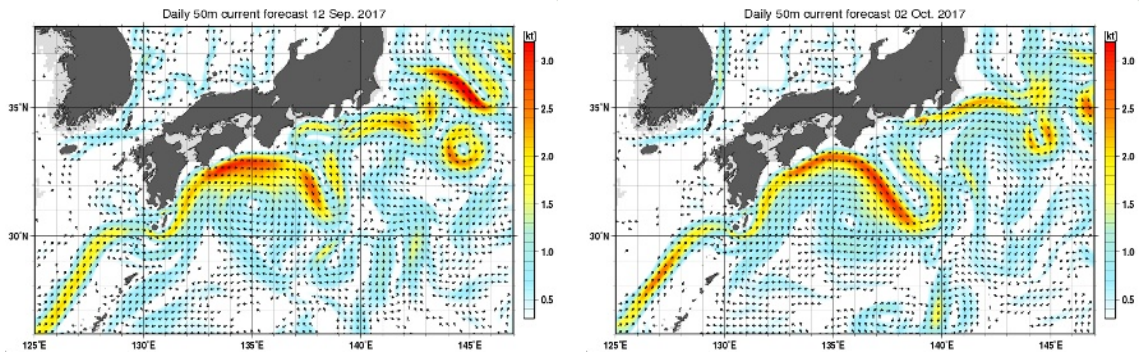 Daily 50m current forecast 12 Sep. 2017
[kt]
3.0
2.5
2.0
1.5
1.0
0.5
35°N
30°N
125°E
130°E
135°E
140°E
145°E
Daily 50m current forecast 02 Oct. 2017
[kt]
3.0
2.5
2.0
1.5
1.0
0.5
35°N
30°N
125°E
130°E
135°E
140°E
145°E